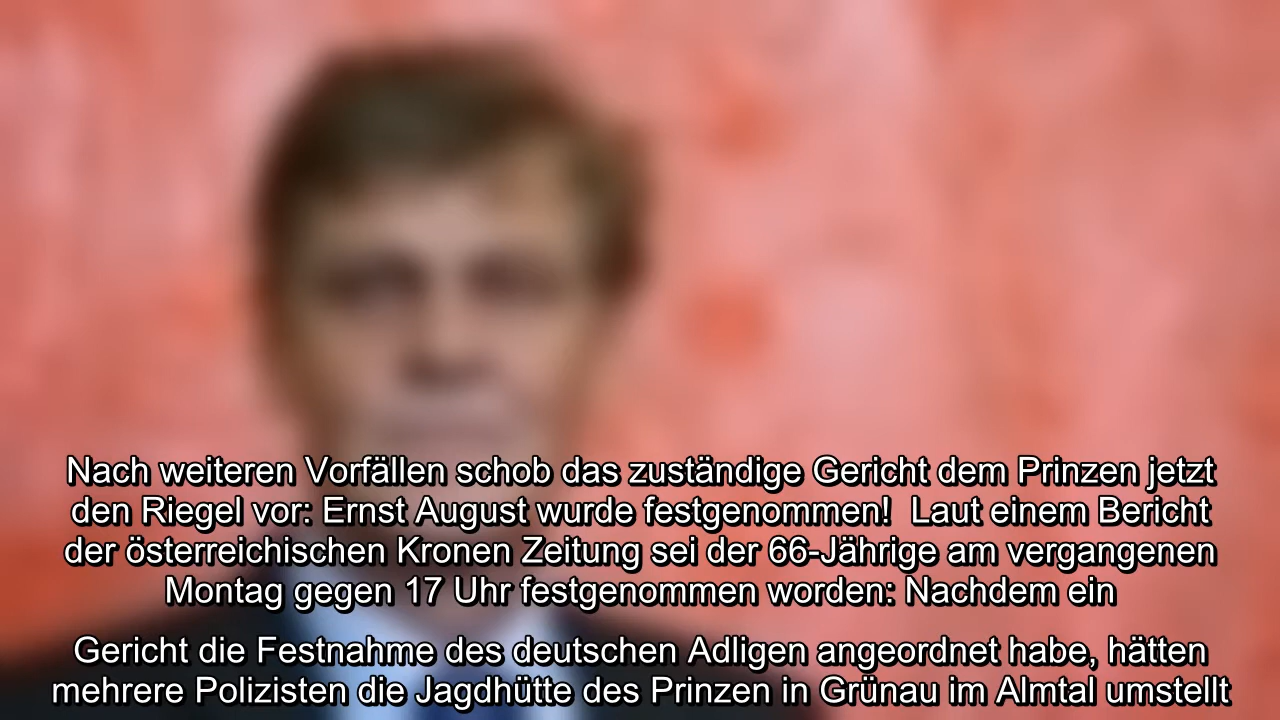 Nach weiteren Vorfällen schob das zuständige Gericht dem Prinzen jetzt
den Riegel vor: Ernst August wurde festgenommen!  Laut einem Bericht
der österreichischen Kronen Zeitung sei der 66-Jährige am vergangenen
Montag gegen 17 Uhr festgenommen worden: Nachdem ein
Gericht die Festnahme des deutschen Adligen angeordnet habe, hätten
mehrere Polizisten die Jagdhütte des Prinzen in Grünau im Almtal umstellt